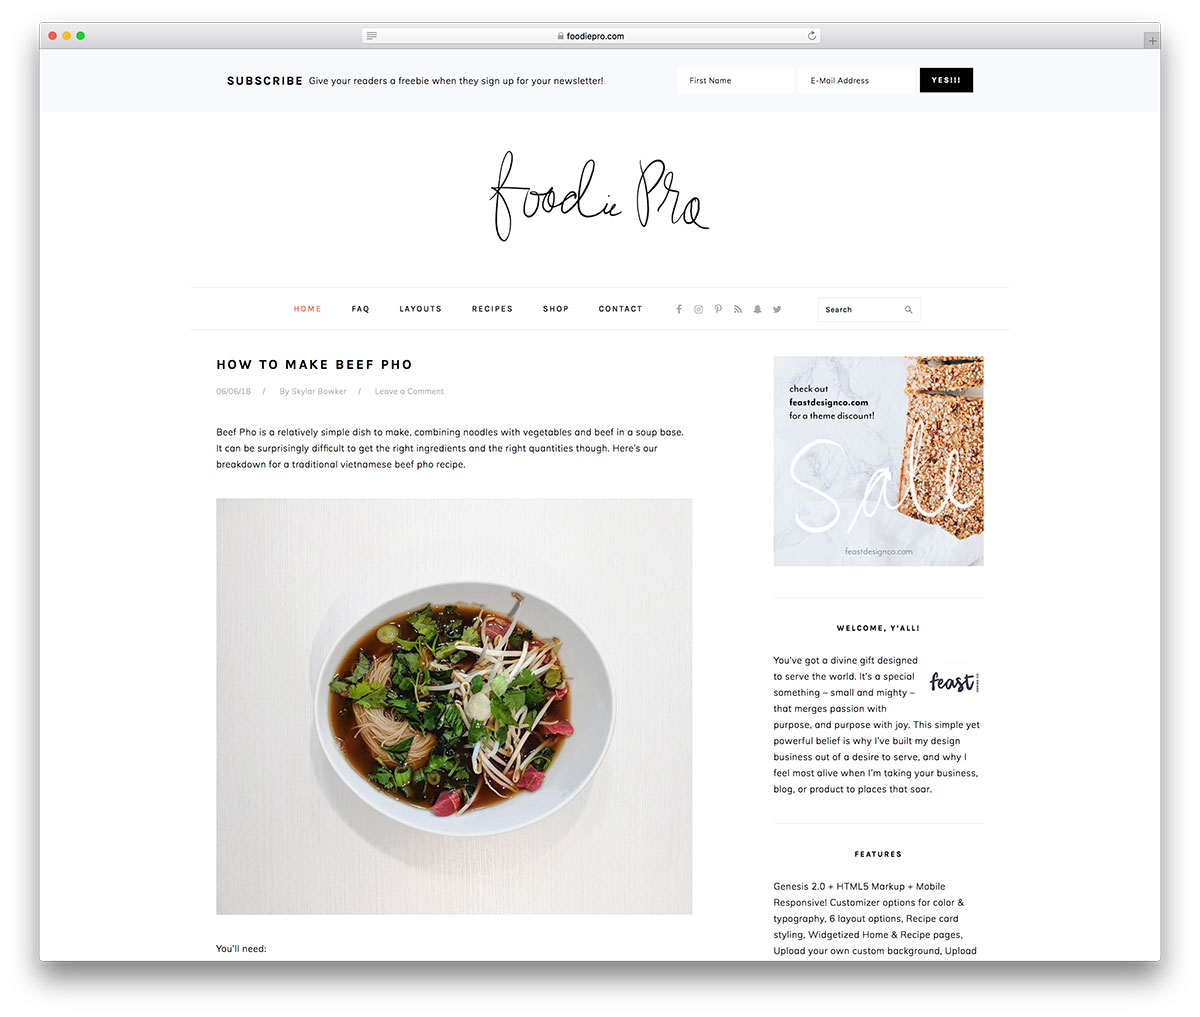 foodiepro.com
SUBSCRIBE Give your readers a freebie when they sign up for your newsletter!
First Name
E-Mail Address
YES!!!
foodie Pro
HOME FAQ LAYOUTS RECIPES SHOP CONTACT
Search
HOW TO MAKE BEEF PHO
06/06/18 / By Skylar Bowker / Leave a Comment
Beef Pho is a relatively simple dish to make, combining noodles with vegetables and beef in a soup base.
It can be surprisingly difficult to get the right ingredients and the right quantities though. Here's our
breakdown for a traditional vietnamese beef pho recipe.
You'll need:
check out
feastdesignco.com
for a theme discount!
Sale
feastdesignco.com
WELCOME, Y'ALL!
You've got a divine gift designed
to serve the world. It's a special
something – small and mighty –
that merges passion with
purpose, and purpose with joy. This simple yet
powerful belief is why I've built my design
business out of a desire to serve, and why I
feel most alive when I'm taking your business,
blog, or product to places that soar.
feast
FEATURES
Genesis 2.0 + HTML5 Markup + Mobile
Responsive! Customizer options for color &
typography, 6 layout options, Recipe card
styling, Widgetized Home & Recipe pages,
Upload your own custom background, Upload